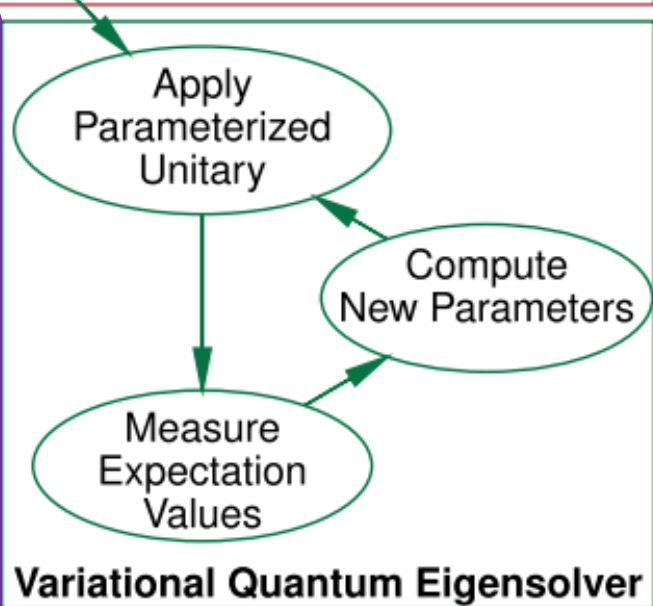 Apply
Parameterized
Unitary
Compute
New Parameters
Measure
Expectation
Values
Variational Quantum Eigensolver